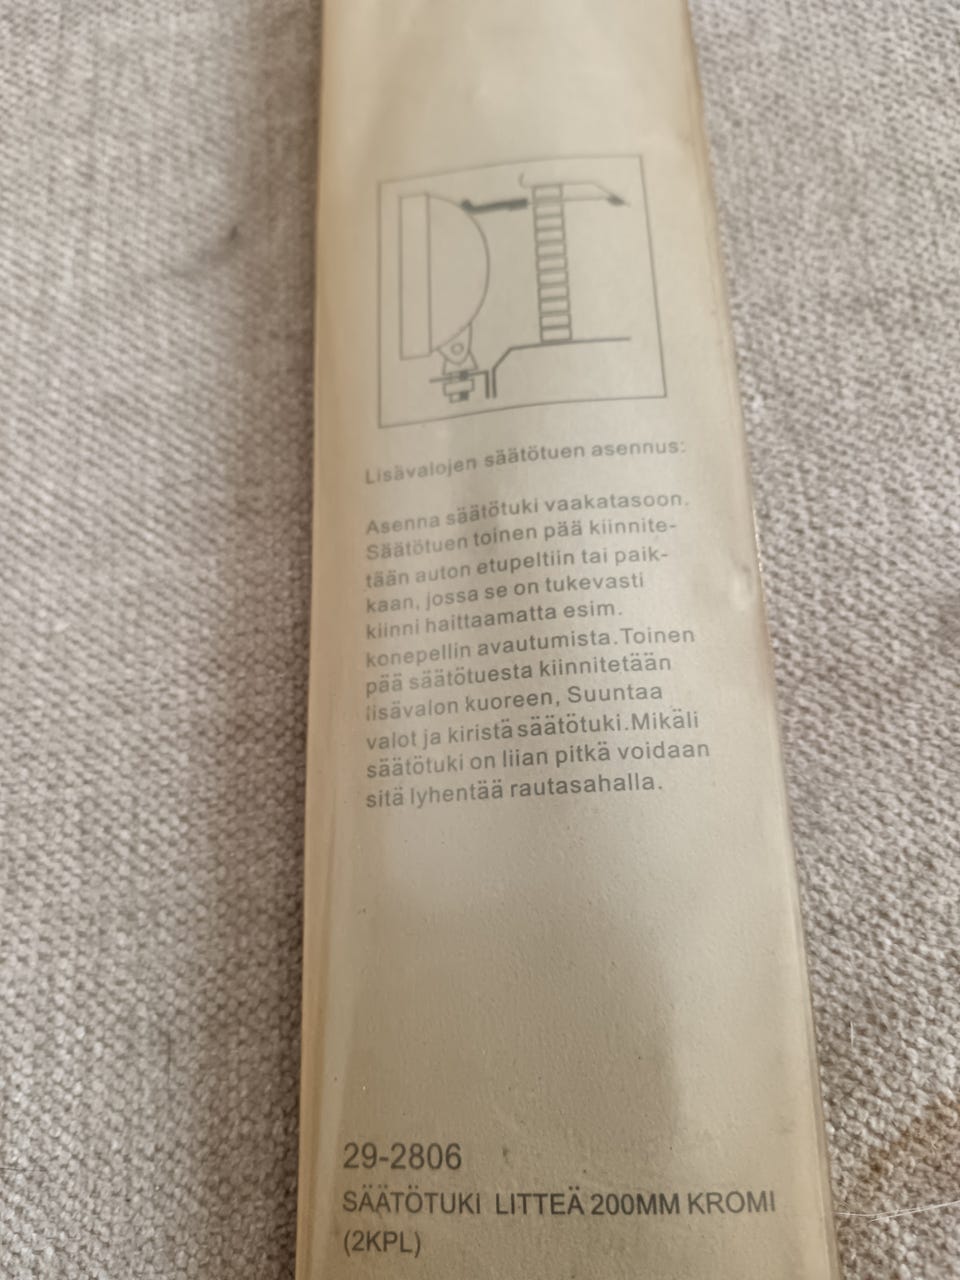 Lisävalojen säätötuen asennus:
Asenna säätötuki vaakatasoon.
Säätötuen toinen pää kiinnite-
tään auton etupeltiin tai paik-
kaan, jossa se on tukevasti
kiinni haittaamatta esim.
konepellin avautumista. Toinen
pää säätötuesta kiinnitetään
lisävalon kuoreen, Suuntaa
valot ja kiristä säätötuki. Mikäli
säätötuki on liian pitkä voidaan
sitä lyhentää rautasahalla.
29-2806
SÄÄTÖTUKI LITTEÄ 200MM KROMI
(2KPL)